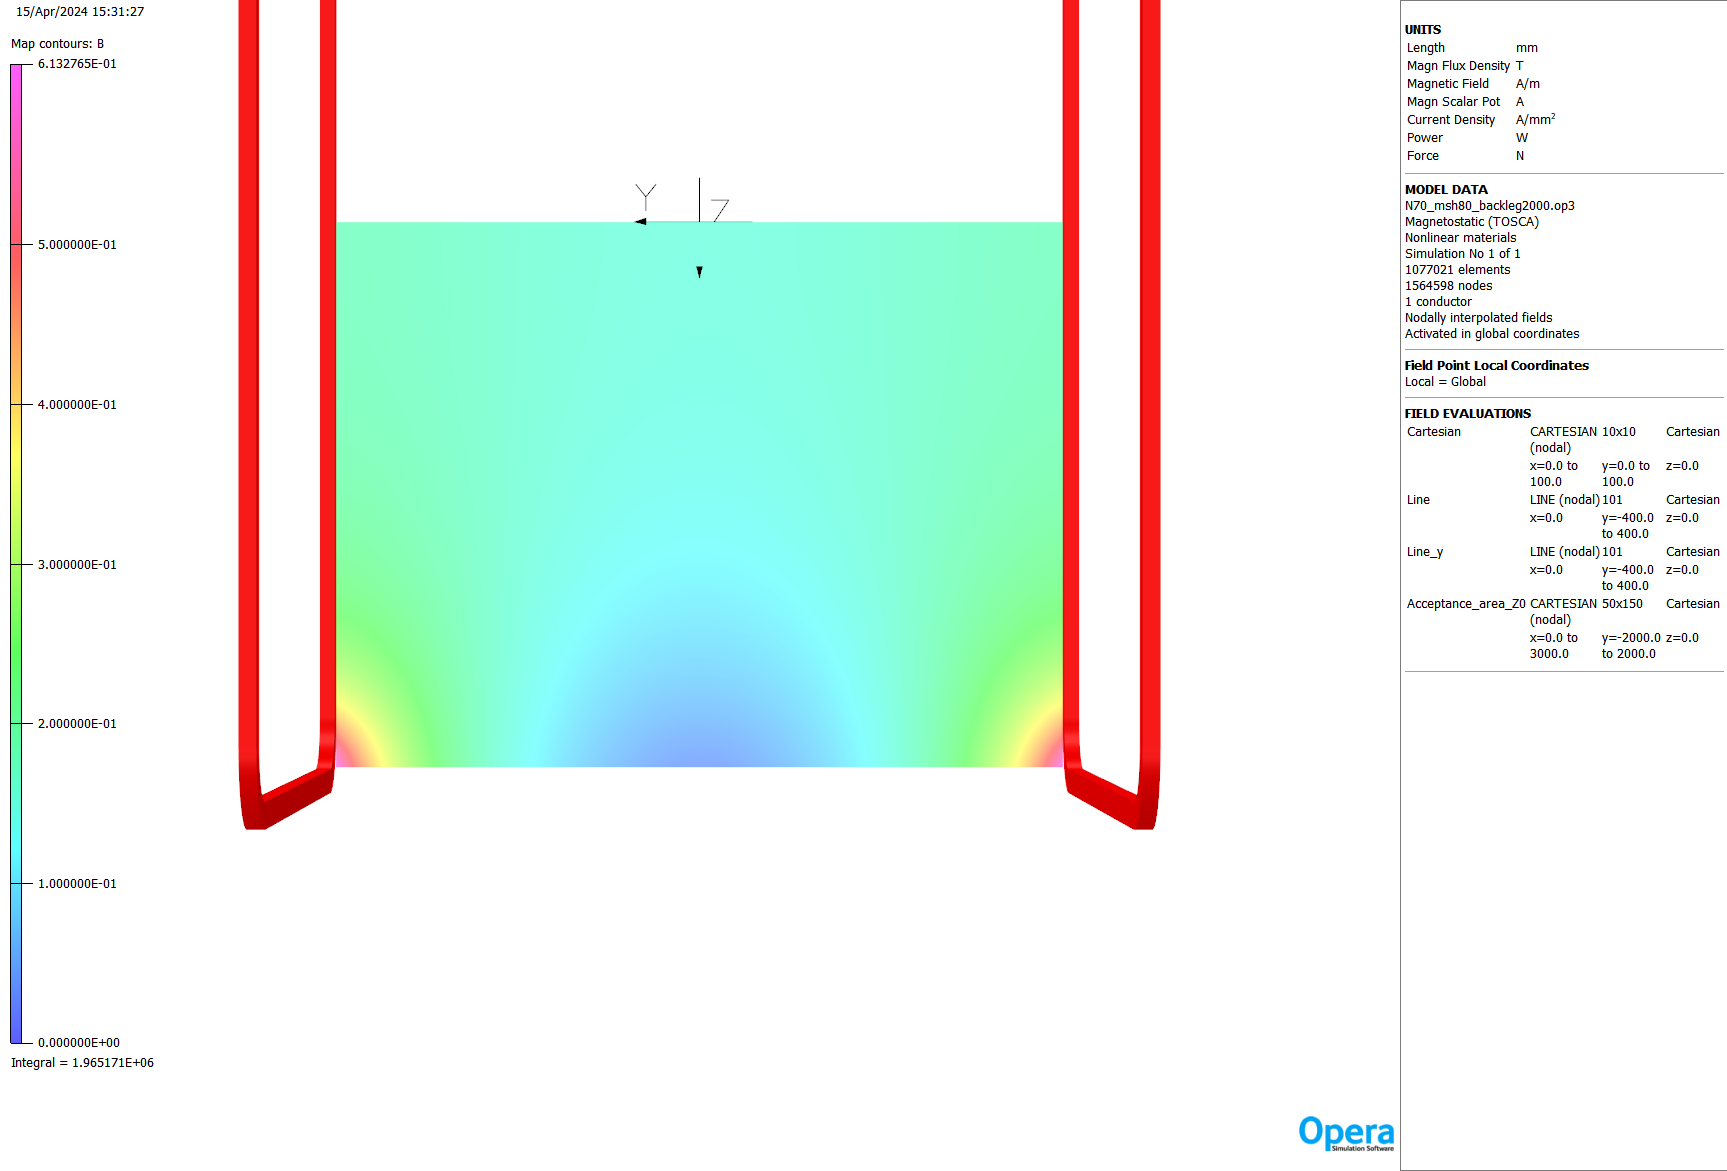 15/Apr/2024 15:31:27
Map contours: B
6.132765E-01
5.000000E-01
4.000000E-01
3.000000E-01
2.000000E-01
1.000000E-01
0.000000E+00
Integral = 1.965171E+06
Y
Z
UNITS
Length mm
Magn Flux Density T
Magnetic Field A/m
Magn Scalar Pot A
Current Density A/mm²
Power W
Force N
MODEL DATA
N70_msh80_backleg2000.op3
Magnetostatic (TOSCA)
Nonlinear materials
Simulation No 1 of 1
1077021 elements
1564598 nodes
1 conductor
Nodally interpolated fields
Activated in global coordinates
Field Point Local Coordinates
Local = Global
FIELD EVALUATIONS
Cartesian CARTESIAN 10x10 Cartesian
(nodal)
x=0.0 to y=0.0 to z=0.0
100.0 100.0
Line LINE (nodal) 101 Cartesian
x=0.0 y=-400.0 z=0.0
to 400.0
Line_y LINE (nodal) 101 Cartesian
x=0.0 y=-400.0 z=0.0
to 400.0
Acceptance_area_Z0 CARTESIAN 50x150 Cartesian
(nodal)
x=0.0 to y=-2000.0 z=0.0
3000.0 to 2000.0
Opera
Simulation Software